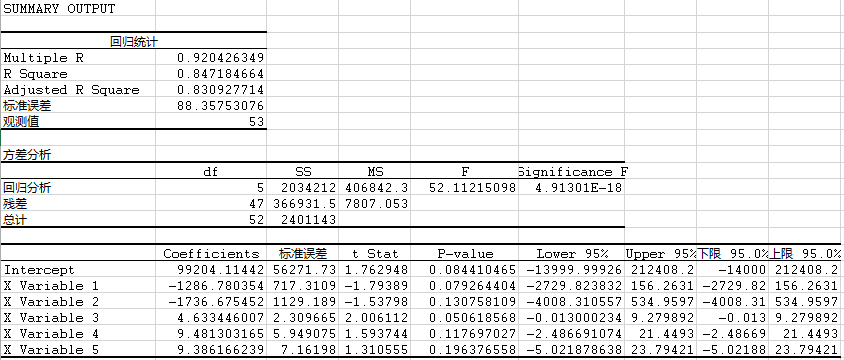 SUMMARY OUTPUT
回归统计
Multiple R 0.920426349
R Square 0.847184664
Adjusted R Square 0.830927714
标准误差 88.35753076
观测值 53
方差分析
df SS MS F Significance F
回归分析 5 2034212 406842.3 52.11215098 4.91301E-18
残差 47 366931.5 7807.053
总计 52 2401143
Coefficients 标准误差 t Stat P-value Lower 95% Upper 95% 下限 95.0% 上限 95.0%
Intercept 99204.11442 56271.73 1.762948 0.084410465 -13999.99926 212408.2 -14000 212408.2
X Variable 1 -1286.780354 717.3109 -1.79389 0.079264404 -2729.823832 156.2631 -2729.82 156.2631
X Variable 2 -1736.675452 1129.189 -1.53798 0.130758109 -4008.310557 534.9597 -4008.31 534.9597
X Variable 3 4.633446007 2.309665 2.006112 0.050618568 -0.013000234 9.279892 -0.013 9.279892
X Variable 4 9.481303165 5.949075 1.593744 0.117697027 -2.486691074 21.4493 -2.48669 21.4493
X Variable 5 9.386166239 7.16198 1.310555 0.196376558 -5.021878638 23.79421 -5.02188 23.79421